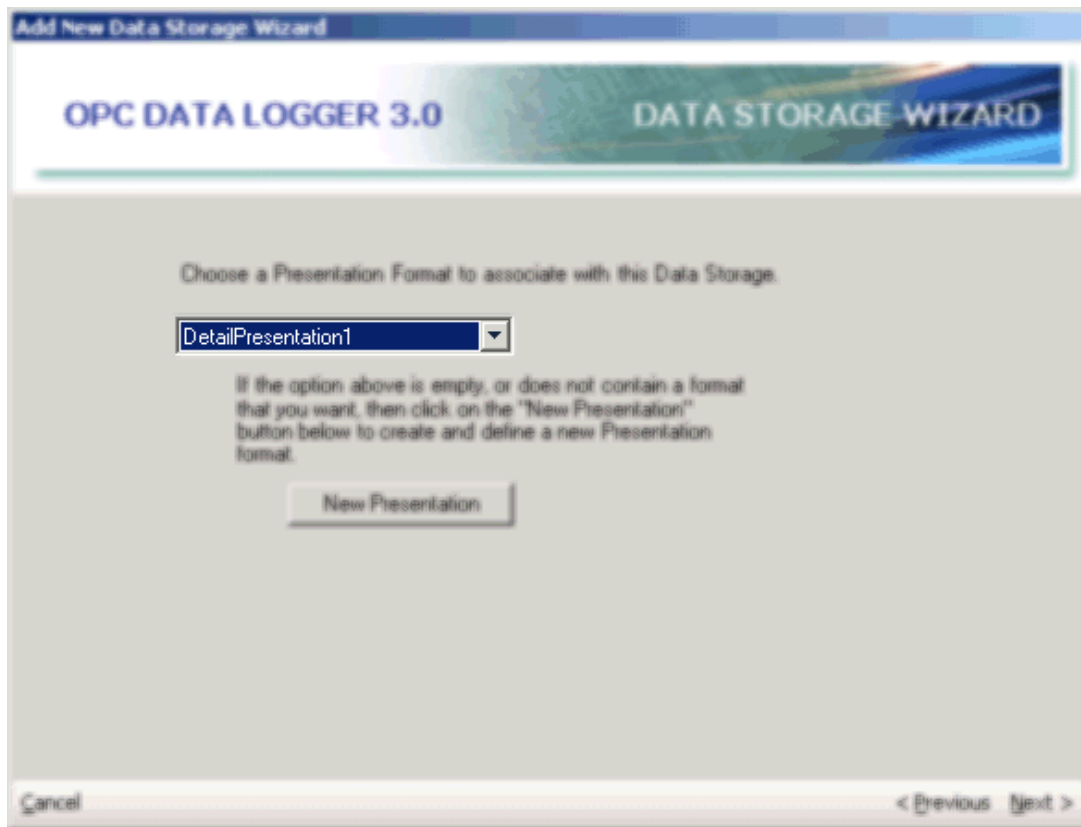 Add New Data Storage Wizard
OPC DATA LOGGER 3.0
DATA STORAGE WIZARD
Choose a Presentation Format to associate with this Data Storage.
DetailPresentation1
If the option above is empty, or does not contain a format
that you want, then click on the "New Presentation"
button below to create and define a new Presentation
format.
New Presentation
Cancel
< Previous Next >